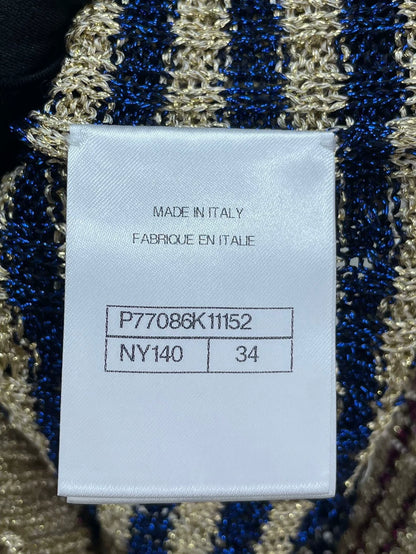 MADE IN ITALY
FABRIQUE EN ITALIE
P77086K11152
NY140 34